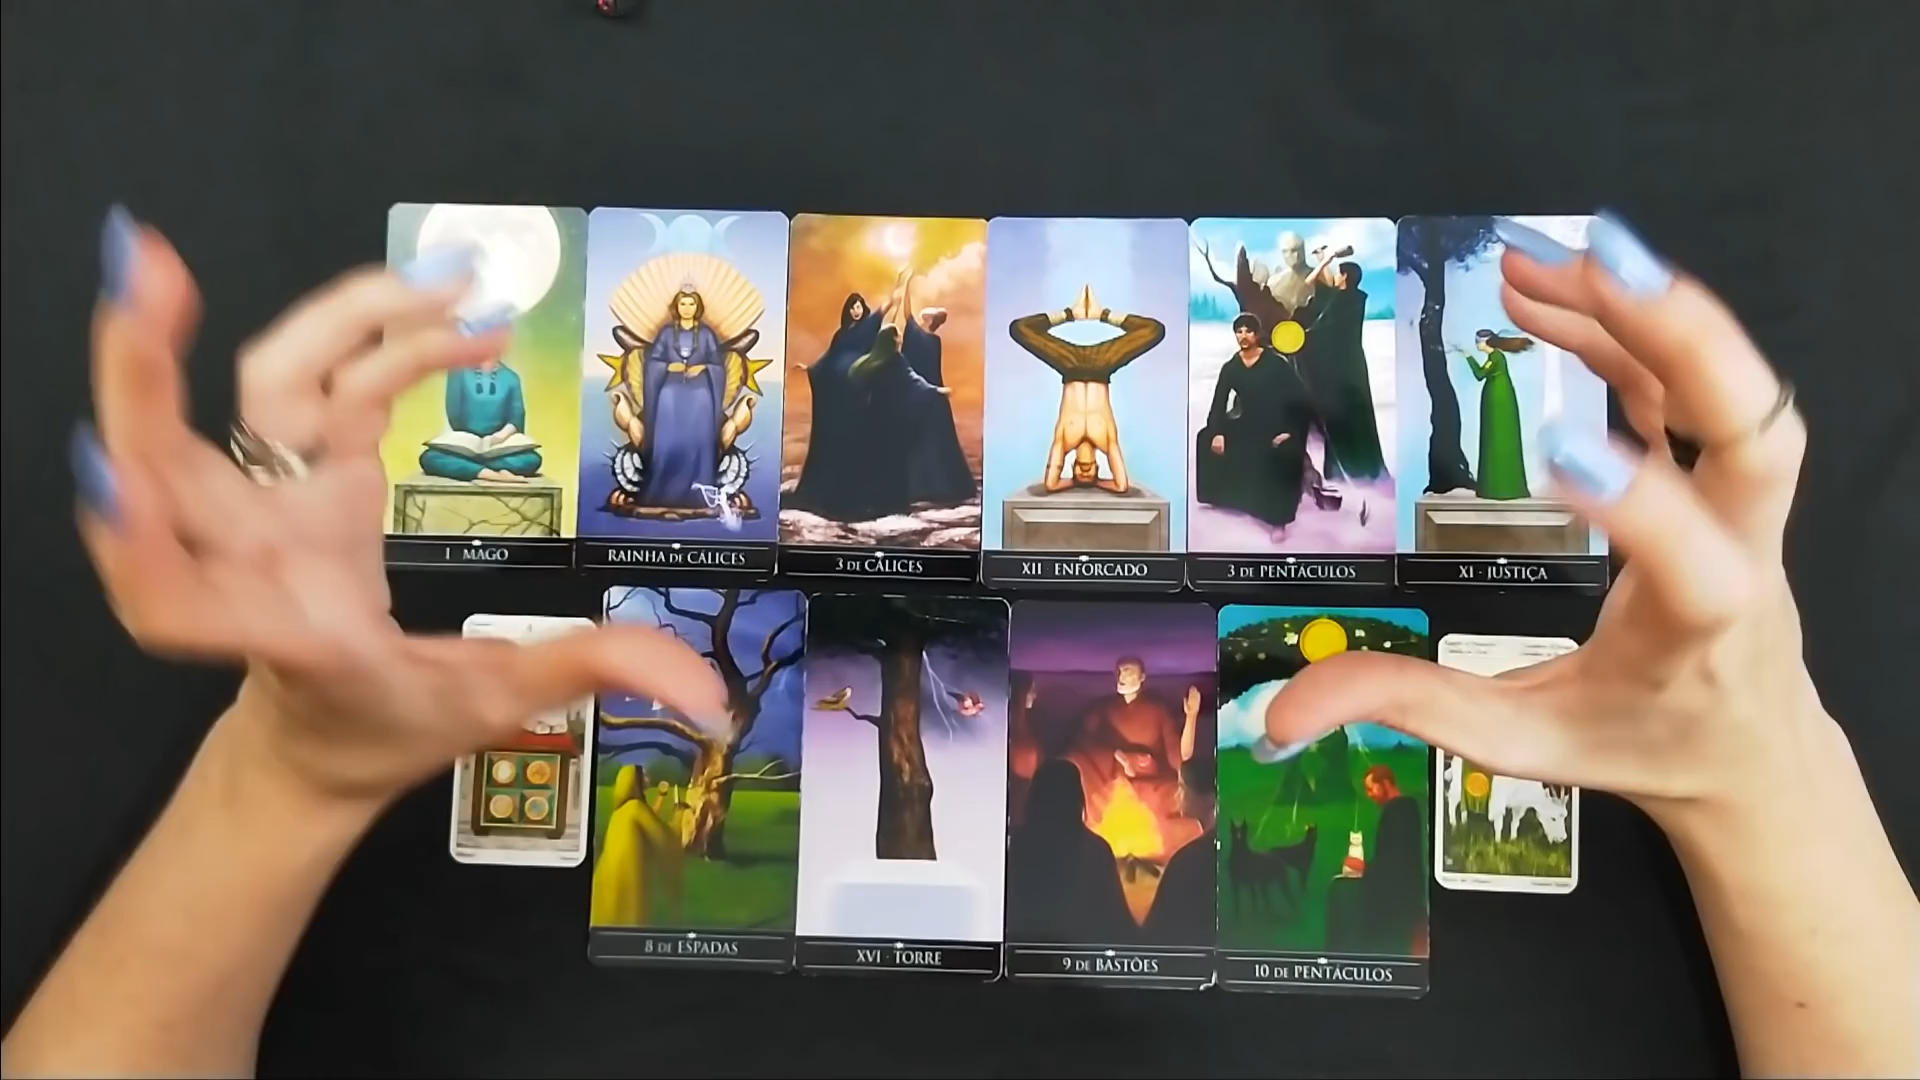 I MAGO
RAINHA DE CÁLICES
3 DE CÁLICES
XII ENFORCADO
3 DE PENTÁCULOS
XI · JUSTIÇA
8 DE ESPADAS
XVI · TORRE
9 DE BASTÕES
10 DE PENTÁCULOS